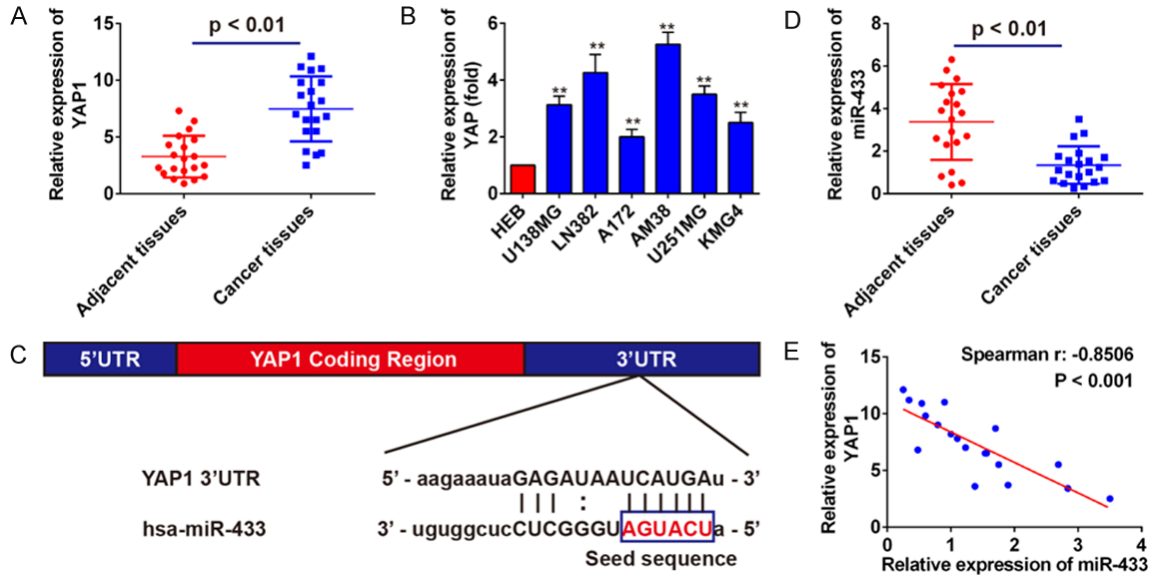 A
Relative expression of
YAP1
15
10
5
0
p < 0.01
Adjacent tissues
Cancer tissues
B
Relative expression of
YAP (fold)
6
4
2
0
**
**
**
**
**
**
HEB
U138MG
LN382
A172
AM38
U251MG
KMG4
D
Relative expression of
miR-433
8
6
4
2
0
p < 0.01
Adjacent tissues
Cancer tissues
C
5'UTR
YAP1 Coding Region
3'UTR
YAP1 3'UTR
5' - aagaaauaGAGAUAAUCAUGAu - 3'
hsa-miR-433
3' - uguggcucCUCGGGUAGUACUa - 5'
Seed sequence
E
Relative expression of
YAP1
15
10
5
0
Spearman r: -0.8506
P < 0.001
0
1
2
3
4
Relative expression of miR-433